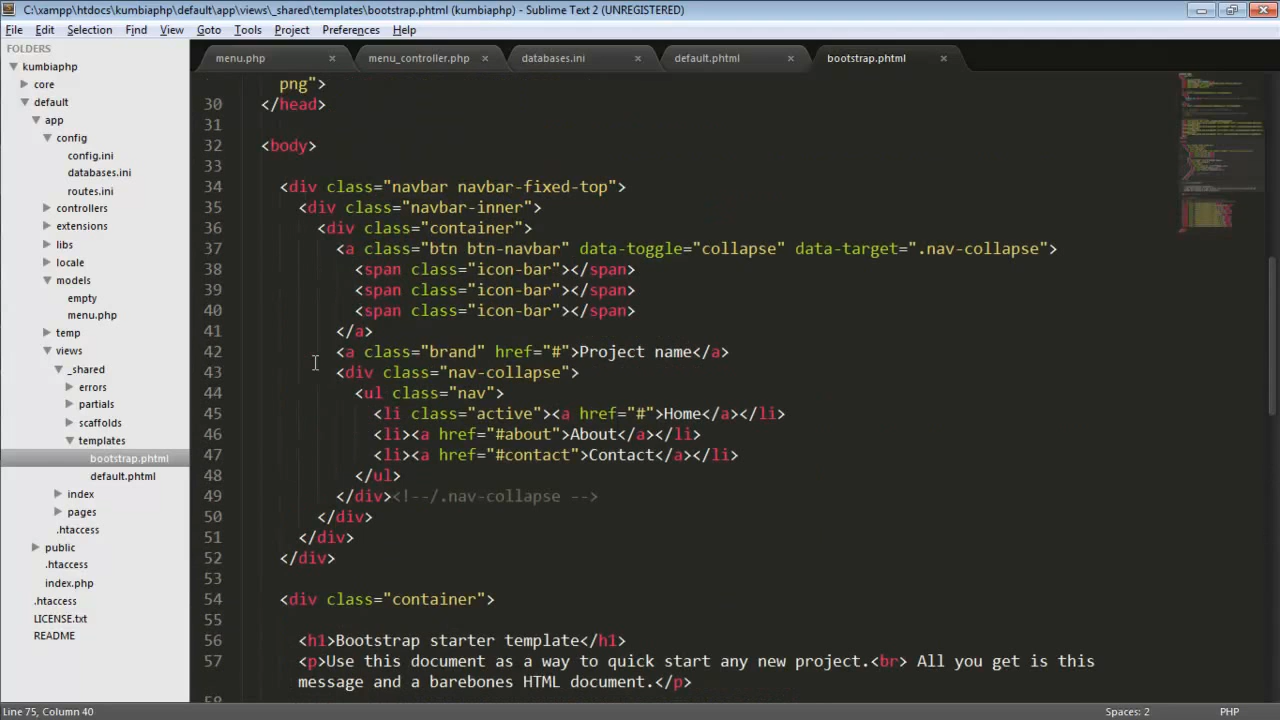 C:\xampp\htdocs\kumbiaphp\default\app\views\_shared\templates\bootstrap.phtml (kumbiaphp) - Sublime Text 2 (UNREGISTERED)
File Edit Selection Find View Goto Tools Project Preferences Help
FOLDERS
kumbiaphp
core
default
app
config
config.ini
databases.ini
routes.ini
controllers
extensions
libs
locale
models
empty
menu.php
temp
views
_shared
errors
partials
scaffolds
templates
bootstrap.phtml
default.phtml
index
pages
.htaccess
public
.htaccess
index.php
.htaccess
LICENSE.txt
README
menu.php × menu_controller.php × databases.ini × default.phtml × bootstrap.phtml ×
png">
30 </head>
31
32 <body>
33
34 <div class="navbar navbar-fixed-top">
35 <div class="navbar-inner">
36 <div class="container">
37 <a class="btn btn-navbar" data-toggle="collapse" data-target=".nav-collapse">
38 <span class="icon-bar"></span>
39 <span class="icon-bar"></span>
40 <span class="icon-bar"></span>
41 </a>
42 <a class="brand" href="#">Project name</a>
43 <div class="nav-collapse">
44 <ul class="nav">
45 <li class="active"><a href="#">Home</a></li>
46 <li><a href="#about">About</a></li>
47 <li><a href="#contact">Contact</a></li>
48 </ul>
49 </div><!--/.nav-collapse -->
50 </div>
51 </div>
52 </div>
53
54 <div class="container">
55
56 <h1>Bootstrap starter template</h1>
57 <p>Use this document as a way to quick start any new project.<br> All you get is this
message and a barebones HTML document.</p>
58
Line 75, Column 40 Spaces: 2 PHP